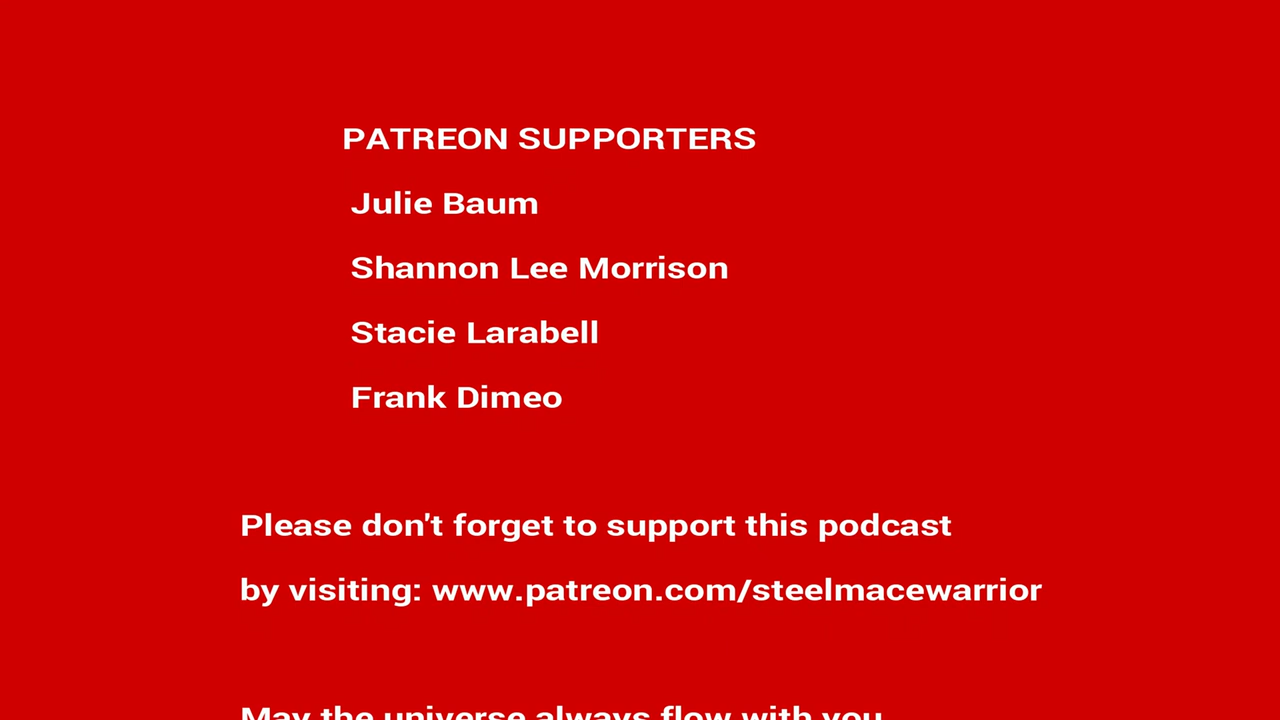 PATREON SUPPORTERS
Julie Baum
Shannon Lee Morrison
Stacie Larabell
Frank Dimeo
Please don't forget to support this podcast
by visiting: www.patreon.com/steelmacewarrior
May the universe always flow with you